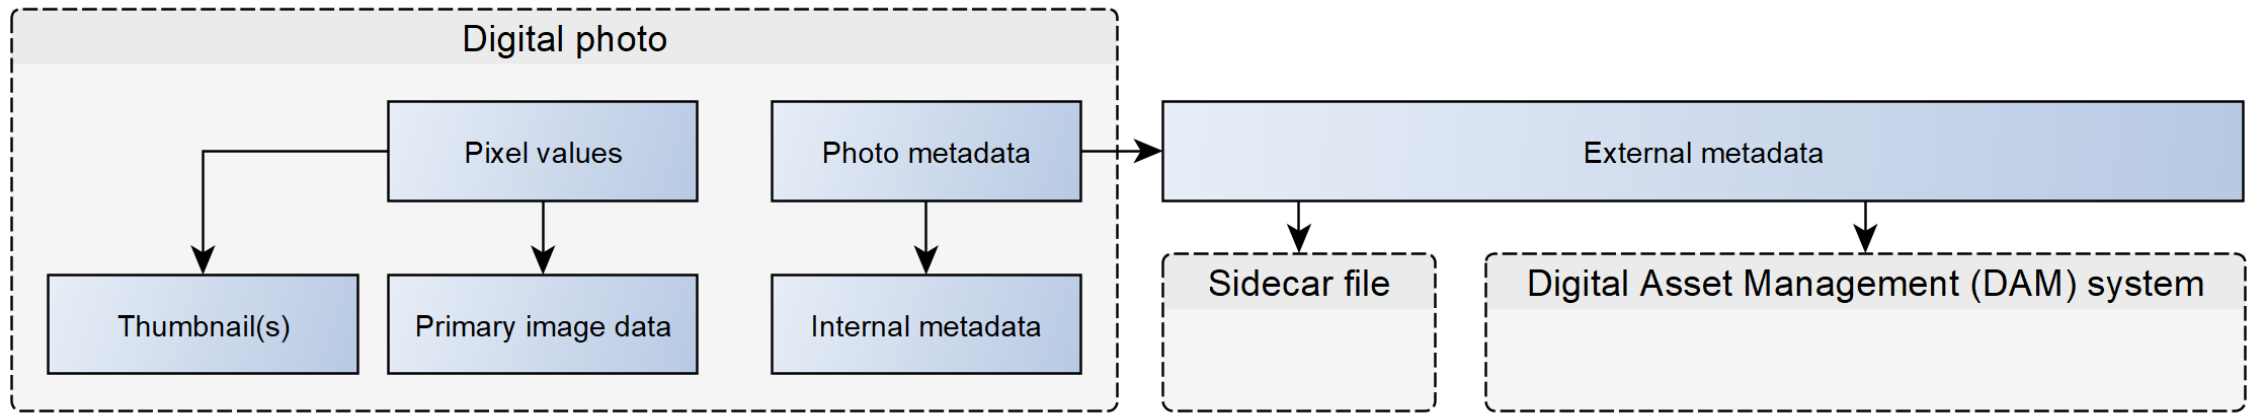 Digital photo
Pixel values
Photo metadata
External metadata
Thumbnail(s)
Primary image data
Internal metadata
Sidecar file
Digital Asset Management (DAM) system